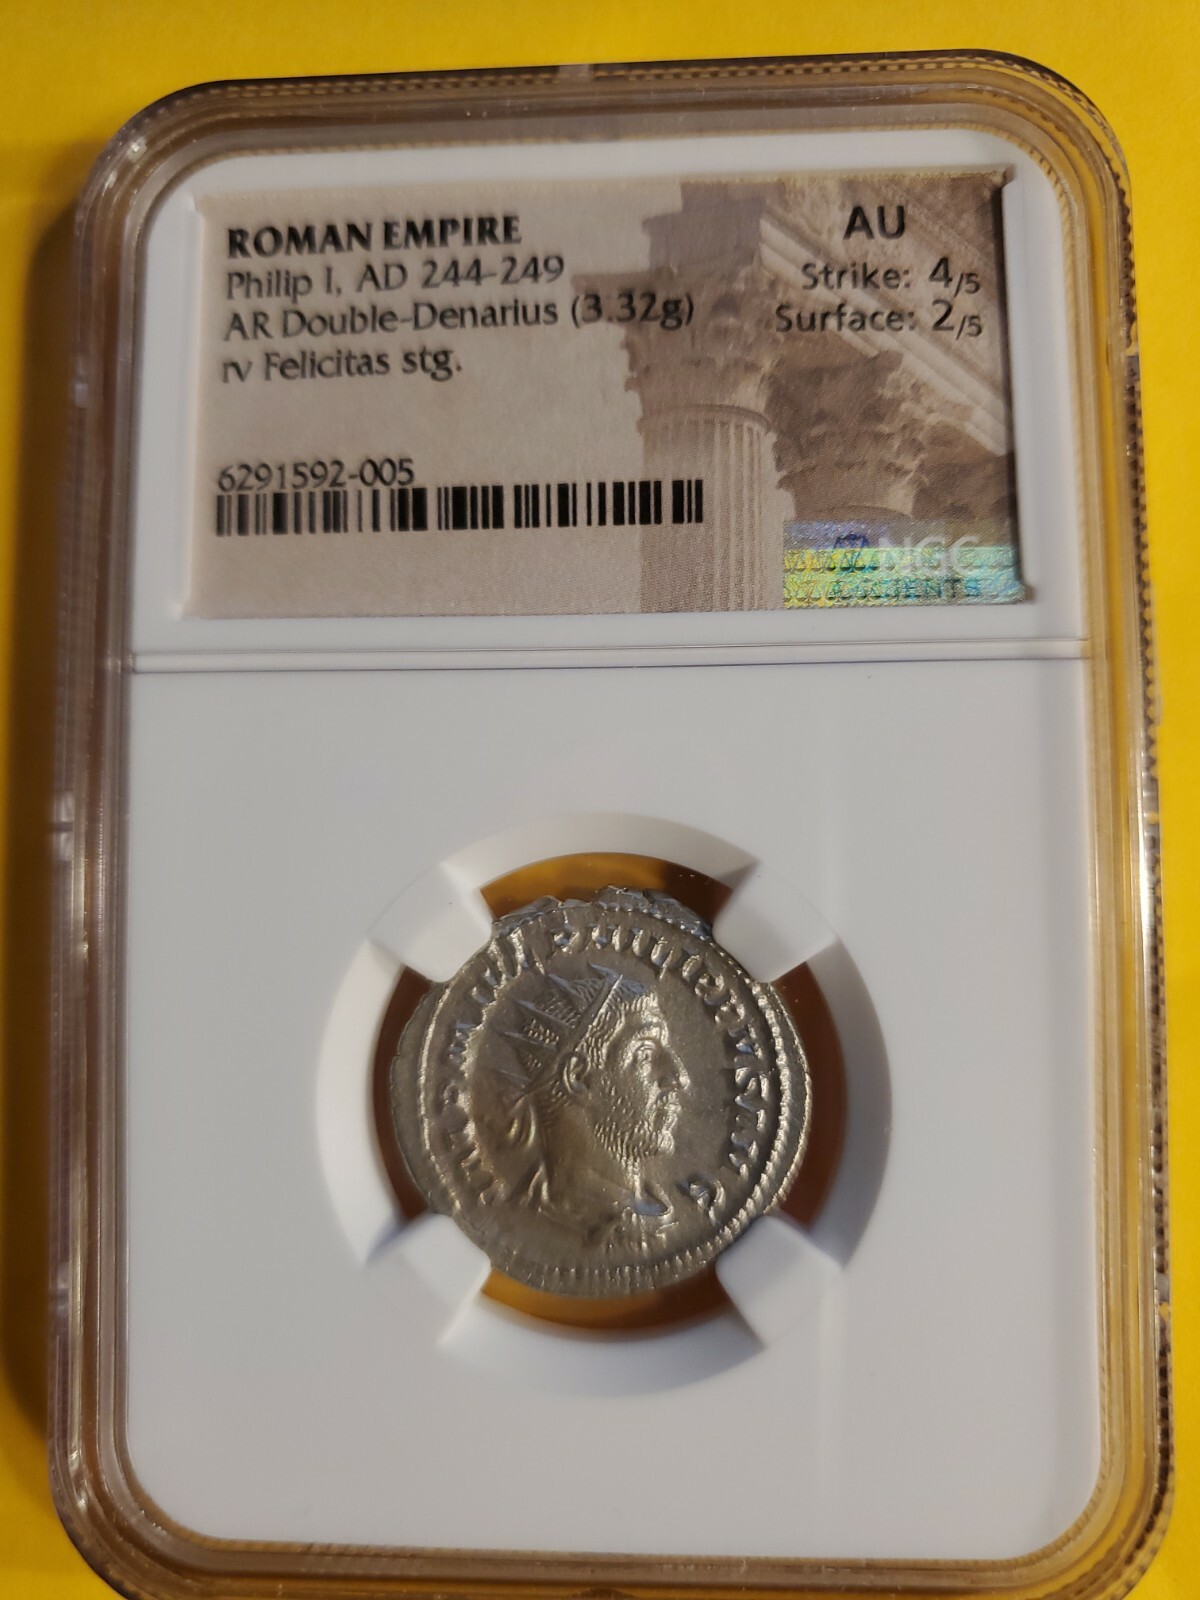 ROMAN EMPIRE
Philip I, AD 244-249
AR Double-Denarius (3.32g)
rv Felicitas stg.
AU
Strike: 4/5
Surface: 2/5
6291592-005
NGC